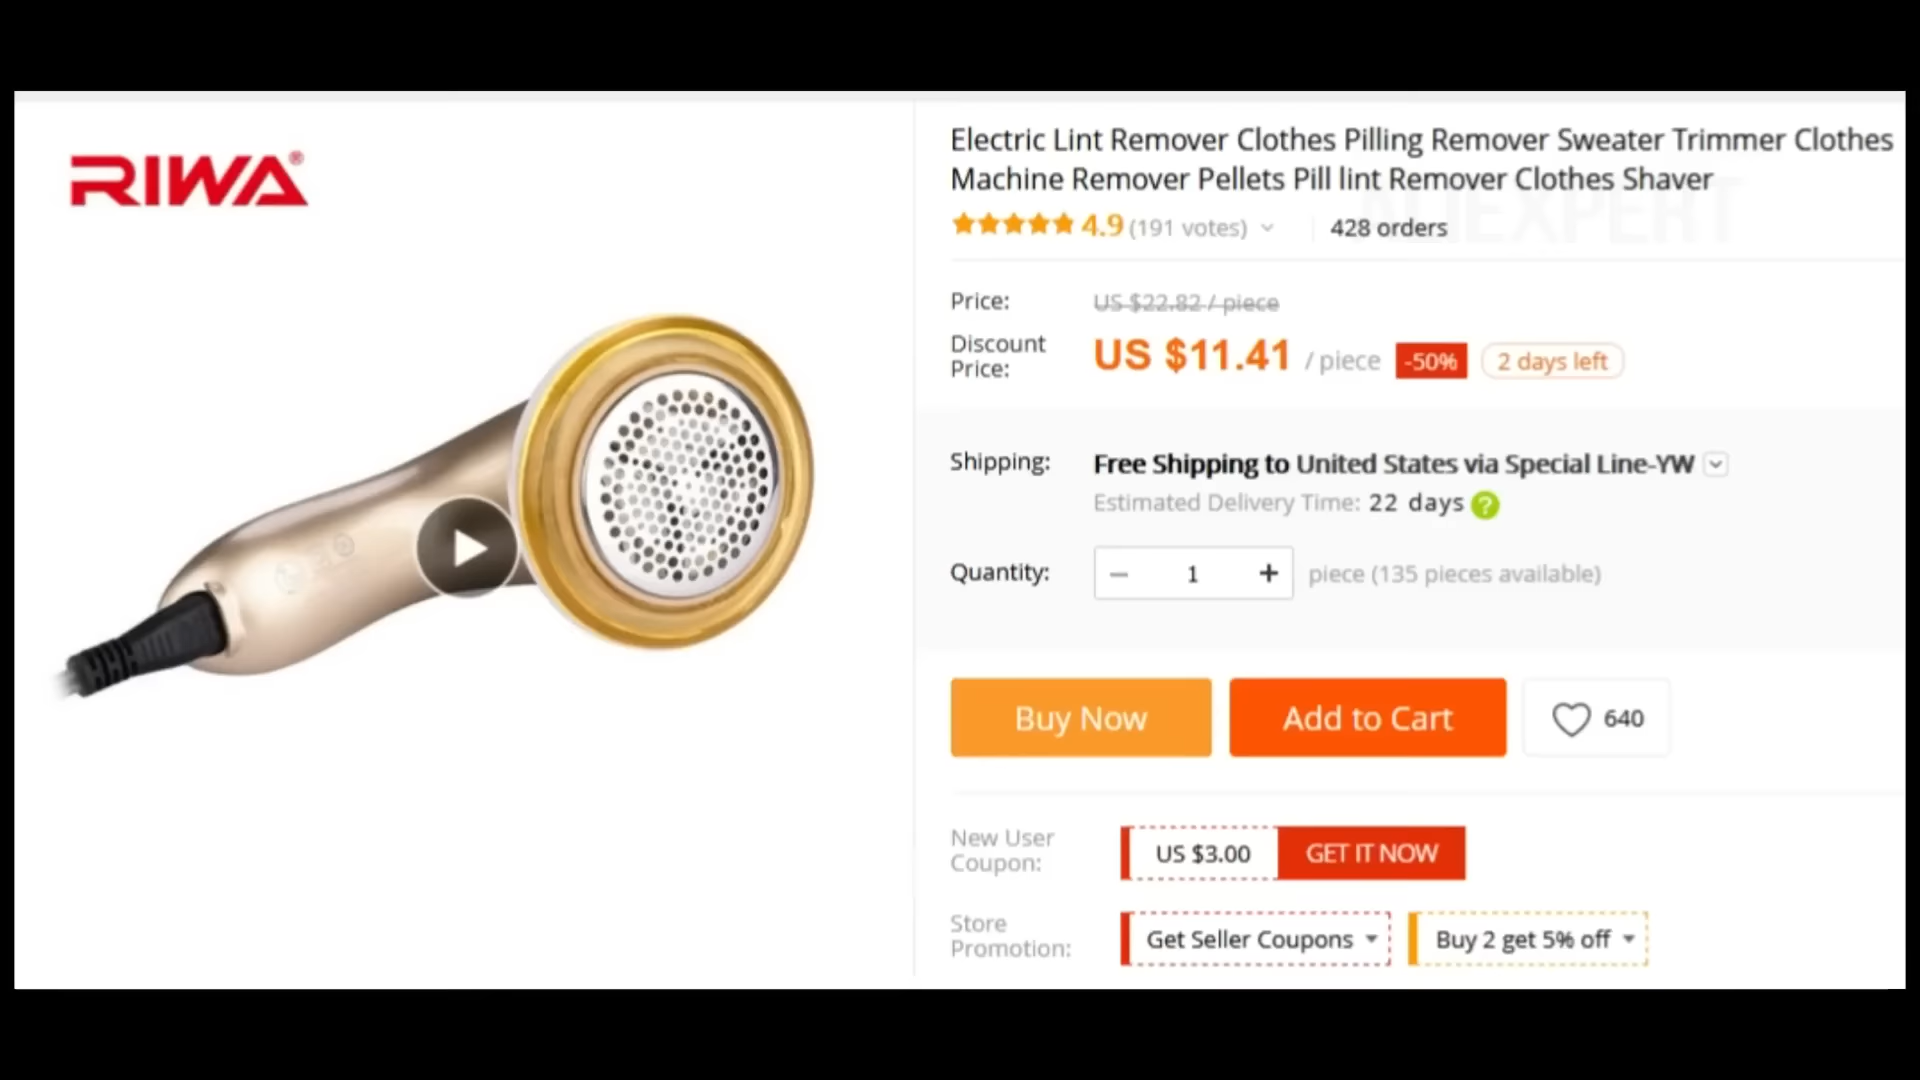 RIWA®
Electric Lint Remover Clothes Pilling Remover Sweater Trimmer Clothes
Machine Remover Pellets Pill lint Remover Clothes Shaver
ALIEXPERT
4.9 (191 votes) 428 orders
Price: US $22.82 / piece
Discount
Price: US $11.41 / piece -50% 2 days left
Shipping: Free Shipping to United States via Special Line-YW
Estimated Delivery Time: 22 days ?
Quantity: − 1 + piece (135 pieces available)
Buy Now Add to Cart 640
New User
Coupon: US $3.00 GET IT NOW
Store
Promotion: Get Seller Coupons Buy 2 get 5% off